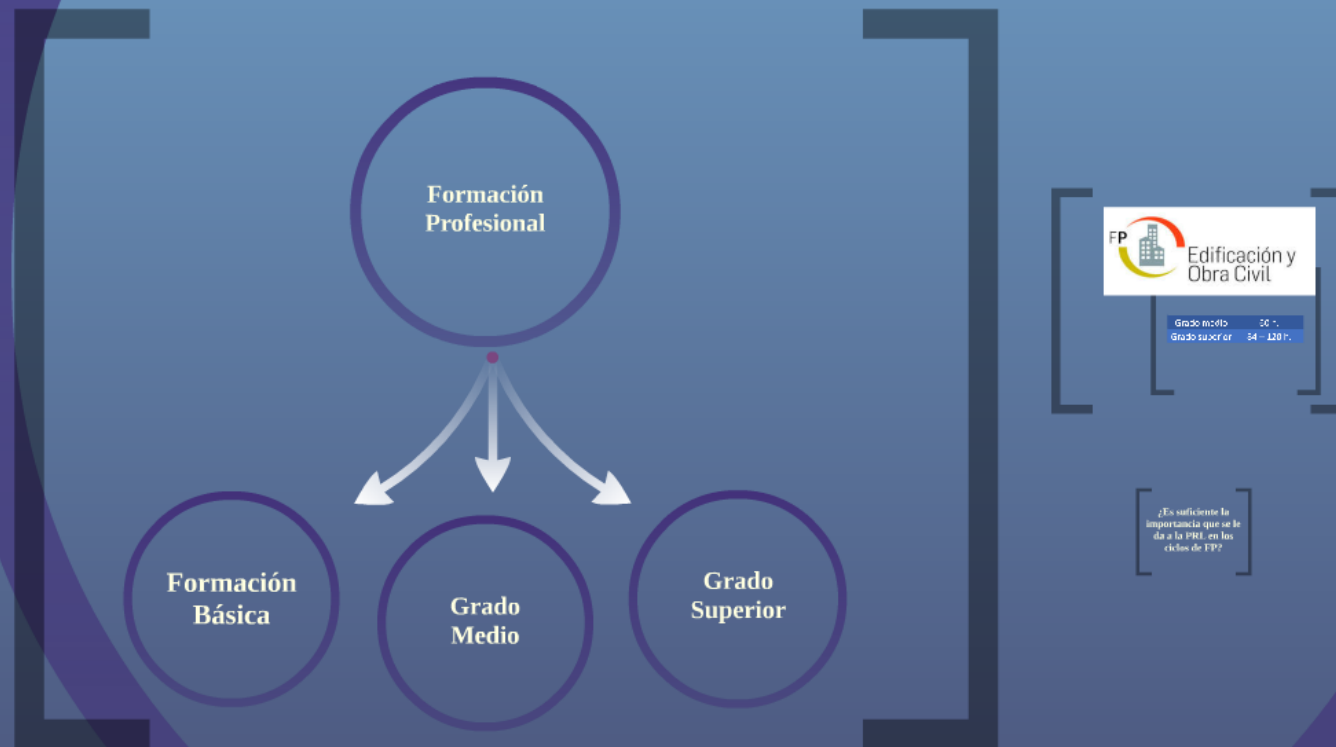 Formación
Profesional
Formación
Básica
Grado
Medio
Grado
Superior
FP
Edificación y
Obra Civil
Grado medio
Grado superior – 120 h.
¿Es suficiente la
importancia que se le
da a la PRL en los
ciclos de FP?